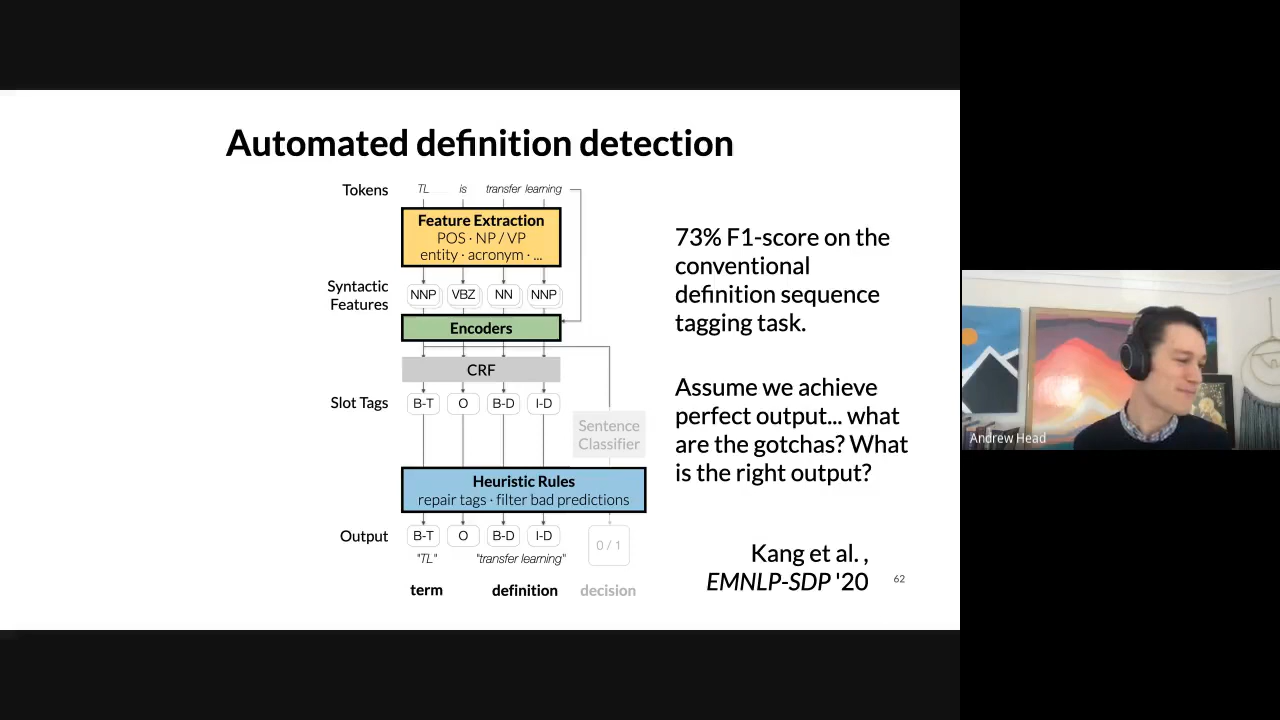 Automated definition detection
Tokens
TL is transfer learning
Feature Extraction
POS · NP / VP
entity · acronym · ...
Syntactic
Features
NNP VBZ NN NNP
Encoders
CRF
Slot Tags
B-T O B-D I-D
Sentence
Classifier
Heuristic Rules
repair tags · filter bad predictions
Output
B-T O B-D I-D 0 / 1
"TL" "transfer learning"
term definition decision
73% F1-score on the
conventional
definition sequence
tagging task.
Assume we achieve
perfect output... what
are the gotchas? What
is the right output?
Kang et al. ,
EMNLP-SDP '20
62
Andrew Head